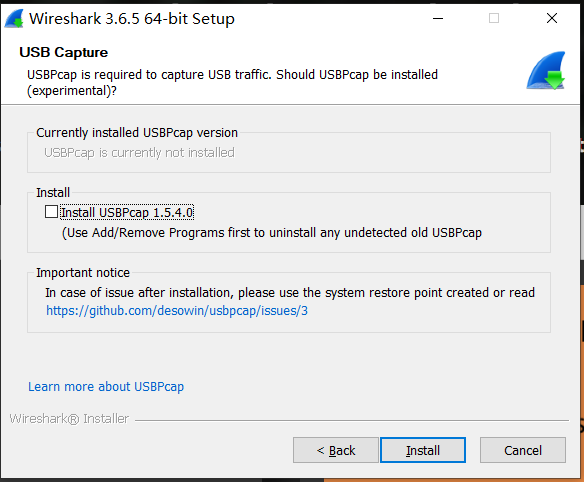 Wireshark 3.6.5 64-bit Setup
USB Capture
USBPcap is required to capture USB traffic. Should USBPcap be installed
(experimental)?
Currently installed USBPcap version
USBPcap is currently not installed
Install
Install USBPcap 1.5.4.0
(Use Add/Remove Programs first to uninstall any undetected old USBPcap
Important notice
In case of issue after installation, please use the system restore point created or read
https://github.com/desowin/usbpcap/issues/3
Learn more about USBPcap
Wireshark® Installer
< Back Install Cancel